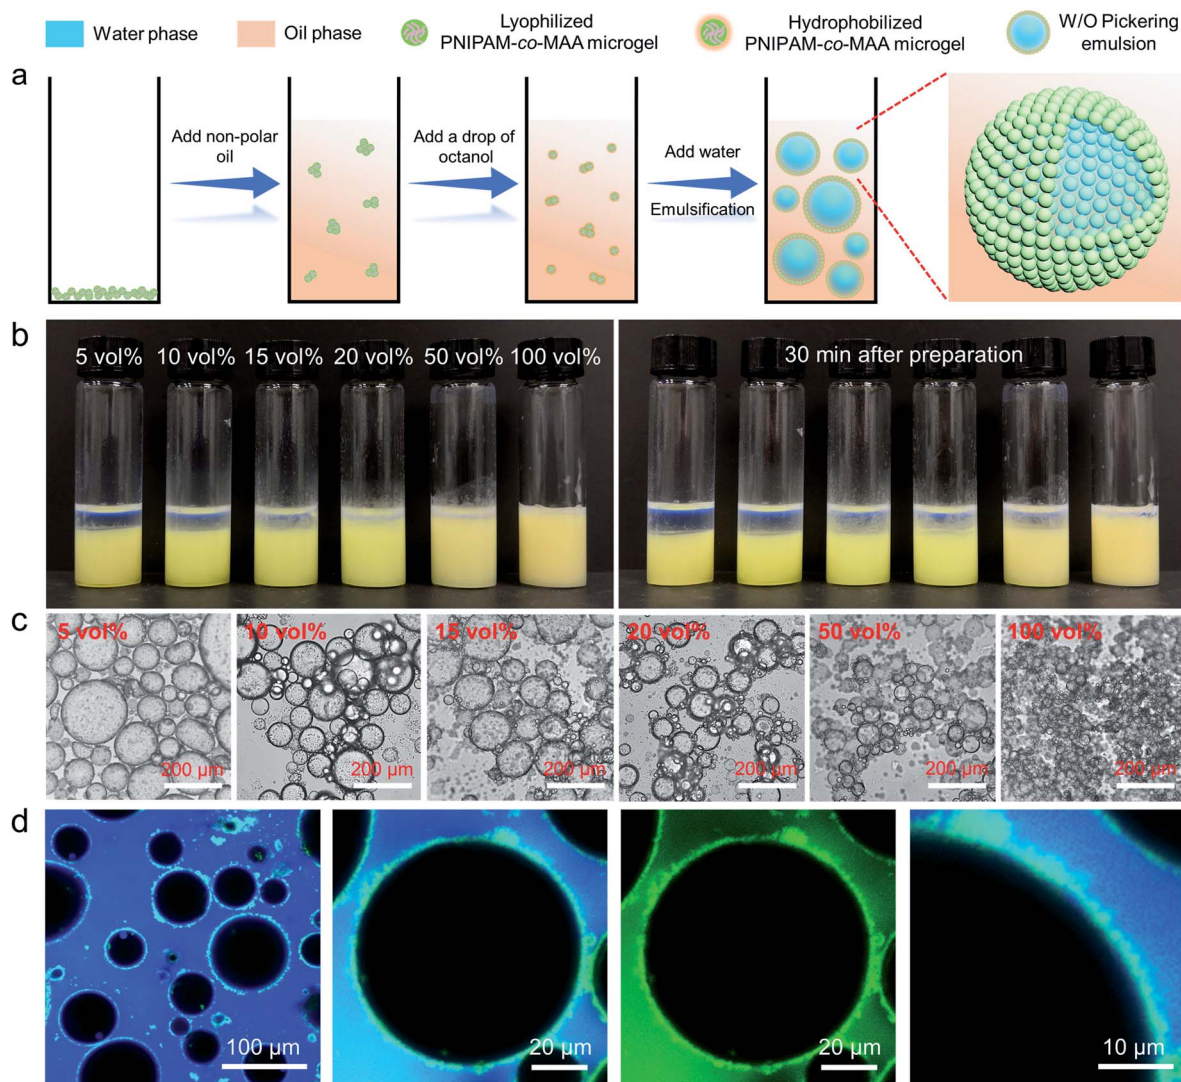 Water phase
Oil phase
Lyophilized
PNIPAM-co-MAA microgel
Hydrophobilized
PNIPAM-co-MAA microgel
W/O Pickering
emulsion
a
Add non-polar
oil
Add a drop of
octanol
Add water
Emulsification
b
5 vol% 10 vol% 15 vol% 20 vol% 50 vol% 100 vol%
30 min after preparation
c
5 vol% 10 vol% 15 vol% 20 vol% 50 vol% 100 vol%
200 µm 200 µm 200 µm 200 µm 200 µm 200 µm
d
100 µm 20 µm 20 µm 10 µm